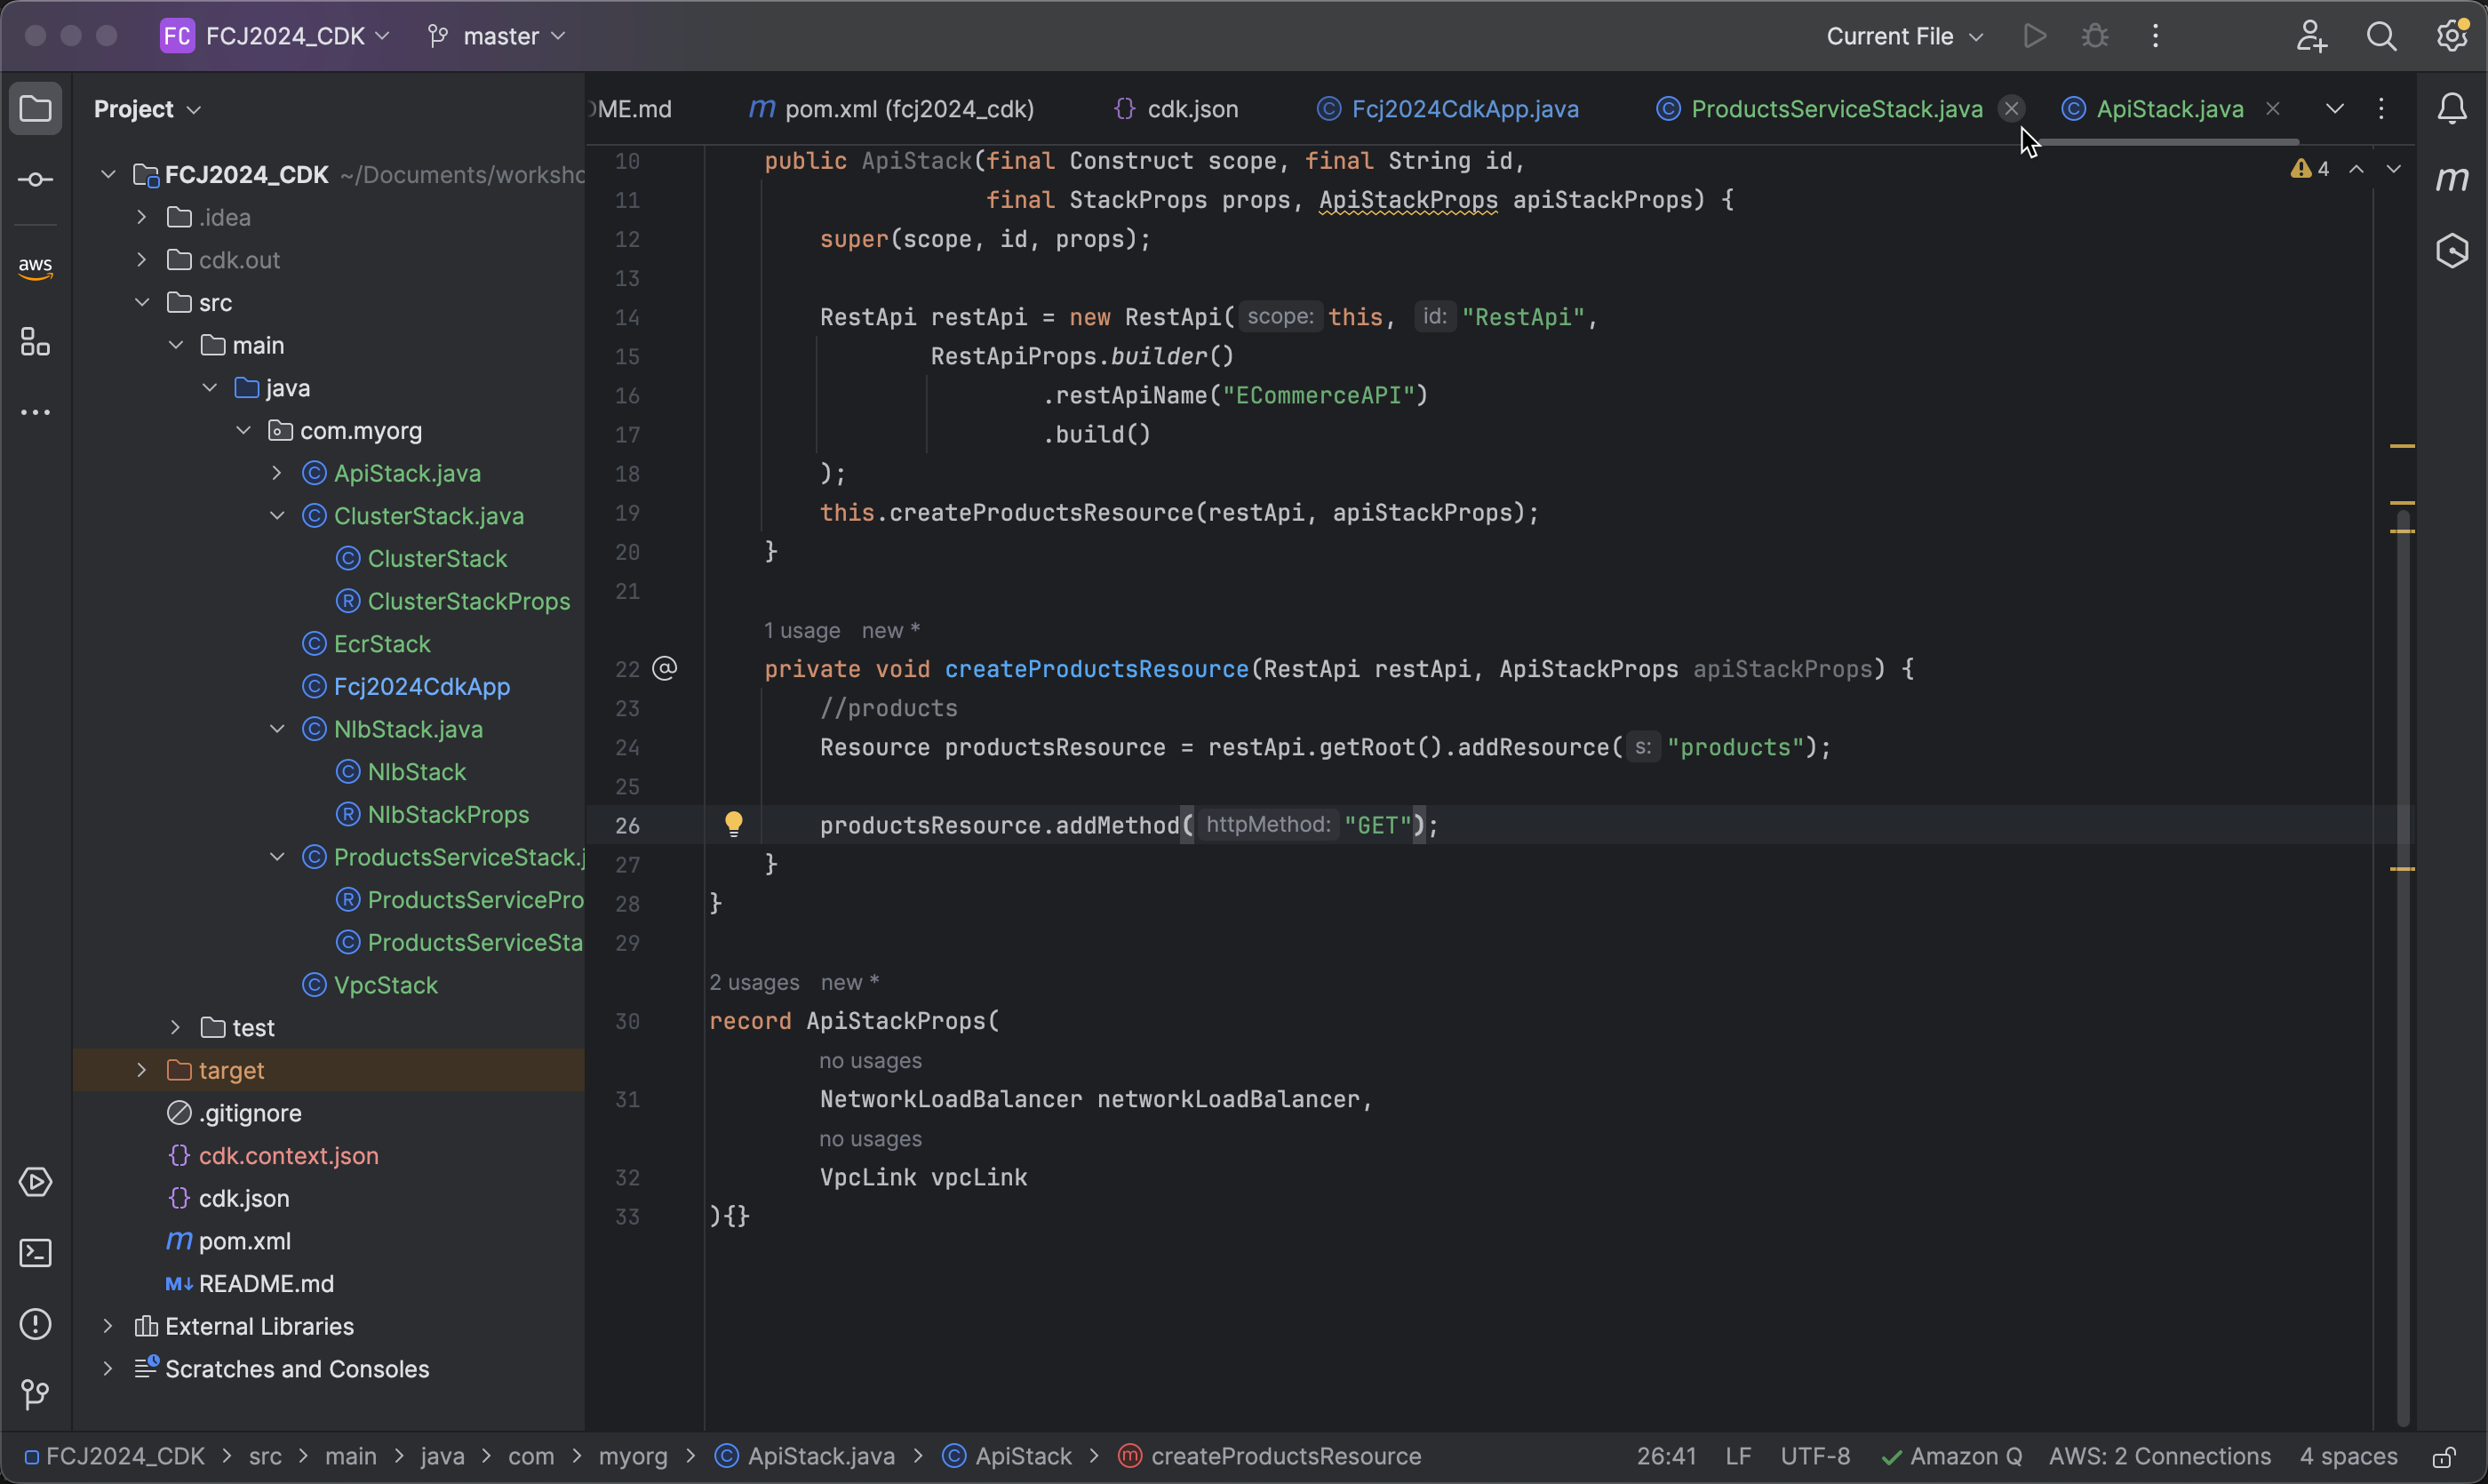 FC FCJ2024_CDK master Current File
Project
ME.md pom.xml (fcj2024_cdk) cdk.json Fcj2024CdkApp.java ProductsServiceStack.java ApiStack.java
FCJ2024_CDK ~/Documents/worksho
.idea
cdk.out
src
main
java
com.myorg
ApiStack.java
ClusterStack.java
ClusterStack
ClusterStackProps
EcrStack
Fcj2024CdkApp
NlbStack.java
NlbStack
NlbStackProps
ProductsServiceStack.j
ProductsServicePro
ProductsServiceSta
VpcStack
test
target
.gitignore
cdk.context.json
cdk.json
pom.xml
README.md
External Libraries
Scratches and Consoles
aws
4
10 public ApiStack(final Construct scope, final String id,
11 final StackProps props, ApiStackProps apiStackProps) {
12 super(scope, id, props);
13
14 RestApi restApi = new RestApi( scope: this, id: "RestApi",
15 RestApiProps.builder()
16 .restApiName("ECommerceAPI")
17 .build()
18 );
19 this.createProductsResource(restApi, apiStackProps);
20 }
21
1 usage new *
22 private void createProductsResource(RestApi restApi, ApiStackProps apiStackProps) {
23 //products
24 Resource productsResource = restApi.getRoot().addResource( s: "products");
25
26 productsResource.addMethod( httpMethod: "GET");
27 }
28 }
29
2 usages new *
30 record ApiStackProps(
no usages
31 NetworkLoadBalancer networkLoadBalancer,
no usages
32 VpcLink vpcLink
33 ){}
FCJ2024_CDK > src > main > java > com > myorg > ApiStack.java > ApiStack > createProductsResource 26:41 LF UTF-8 Amazon Q AWS: 2 Connections 4 spaces